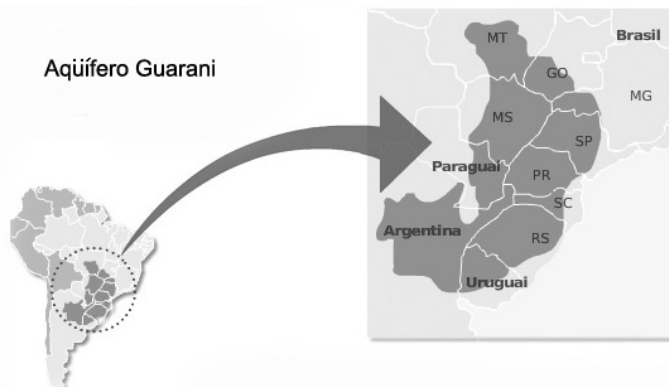 Aqüífero Guarani
MT
Brasil
GO
MG
MS
SP
Paraguai
PR
SC
Argentina
RS
Uruguai